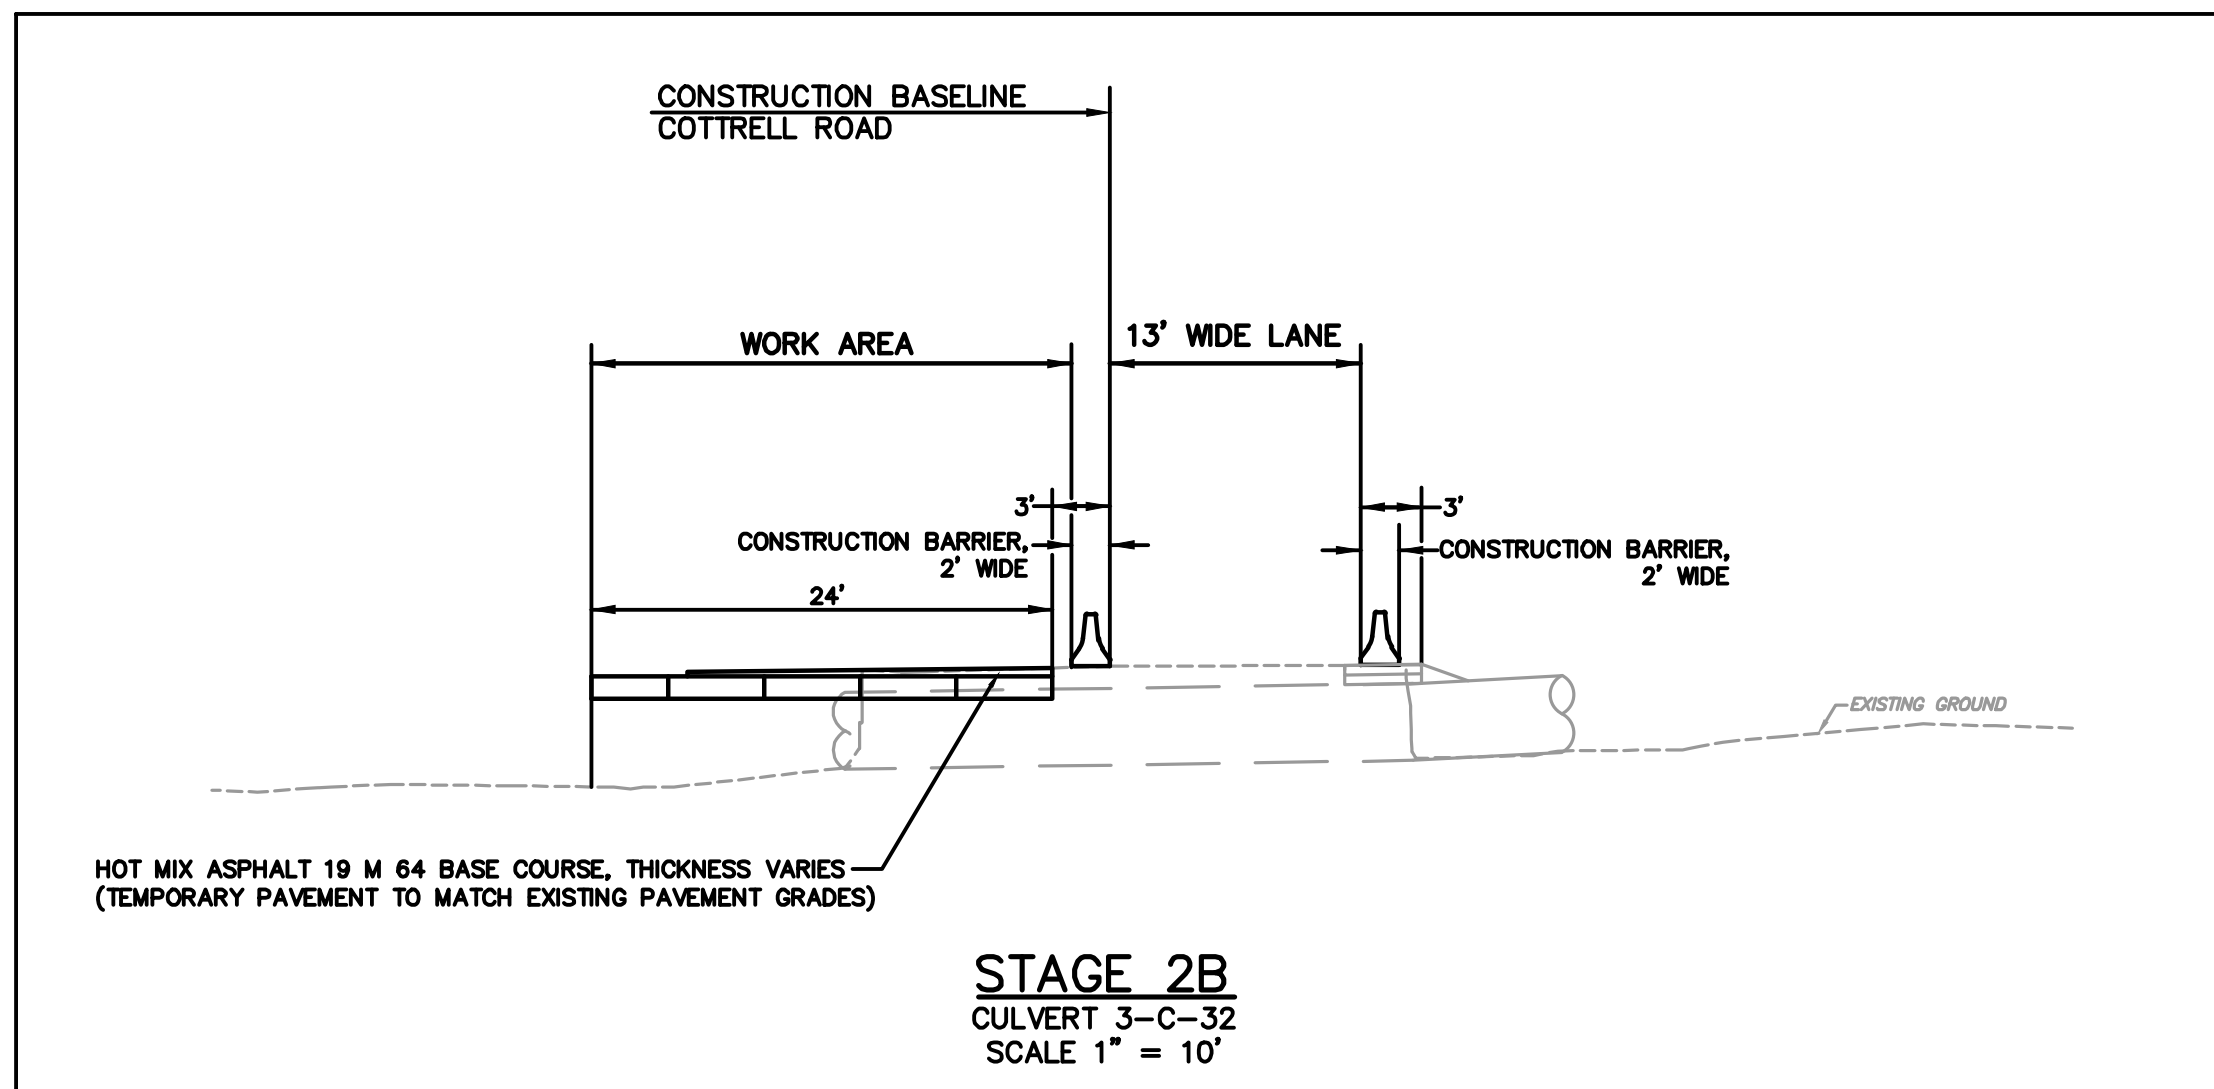 CONSTRUCTION BASELINE
COTTRELL ROAD
WORK AREA
13' WIDE LANE
3'
3'
CONSTRUCTION BARRIER,
2' WIDE
CONSTRUCTION BARRIER,
2' WIDE
24'
EXISTING GROUND
HOT MIX ASPHALT 19 M 64 BASE COURSE, THICKNESS VARIES
(TEMPORARY PAVEMENT TO MATCH EXISTING PAVEMENT GRADES)
STAGE 2B
CULVERT 3-C-32
SCALE 1" = 10'